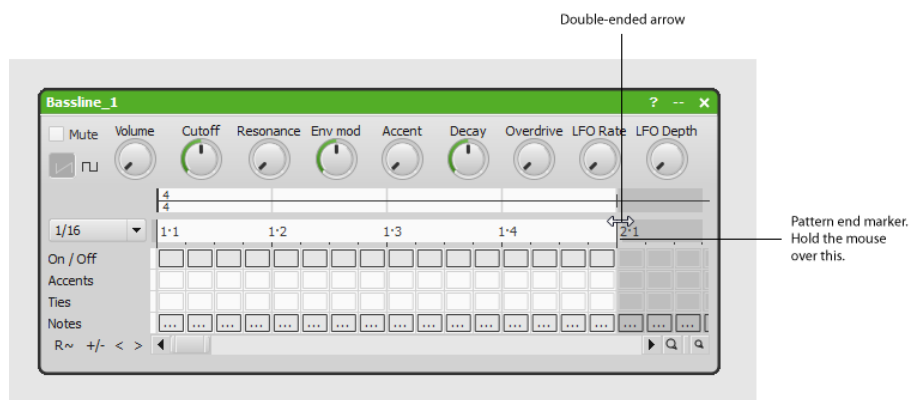 Double-ended arrow
Bassline_1 ? -- ×
Mute Volume Cutoff Resonance Env mod Accent Decay Overdrive LFO Rate LFO Depth
4
4
1/16 1·1 1·2 1·3 1·4 2·1
Pattern end marker.
Hold the mouse
over this.
On / Off
Accents
Ties
Notes ... ... ... ... ... ... ... ... ... ... ... ... ... ... ... ... ... ... ...
R~ +/- < >